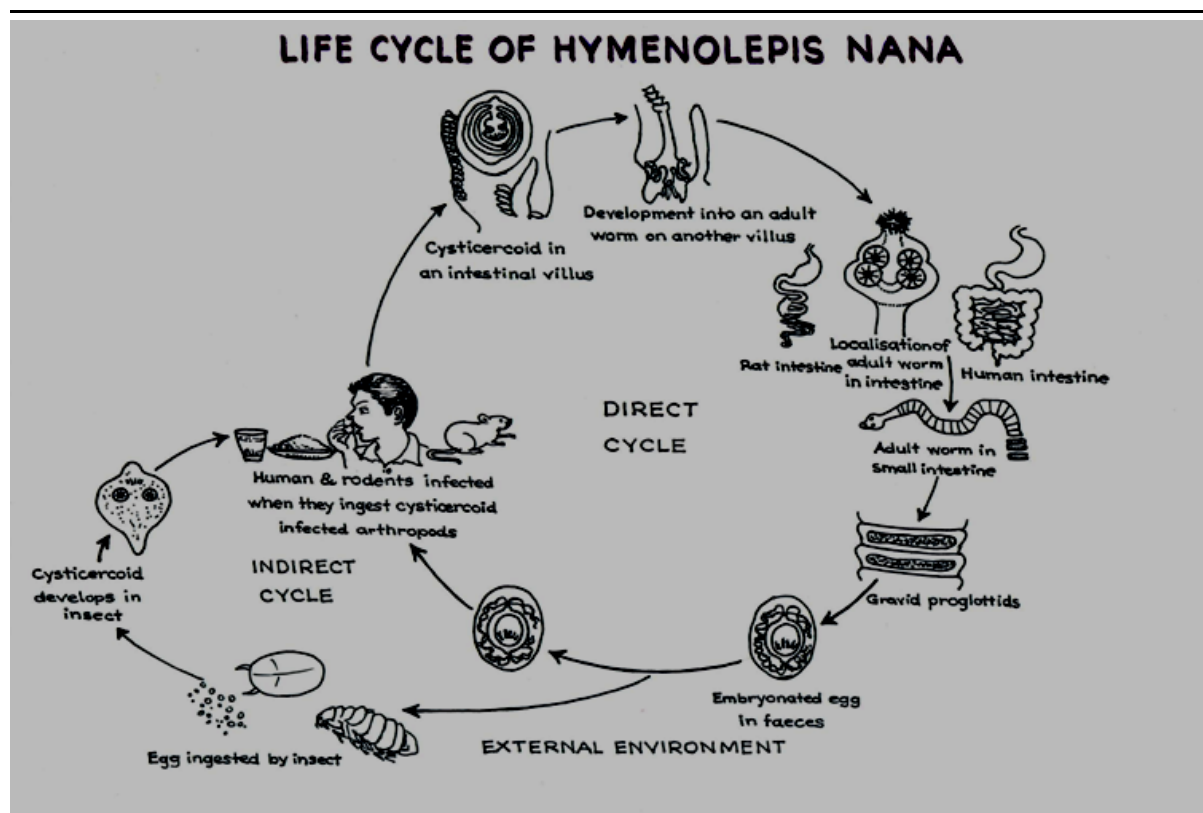 LIFE CYCLE OF HYMENOLEPIS NANA
Cysticercoid in
an intestinal villus
Development into an adult
worm on another villus
Rat intestine
Localisation of
adult worm
in intestine
Human intestine
Adult worm in
small intestine
Gravid proglottids
Embryonated egg
in faeces
EXTERNAL ENVIRONMENT
DIRECT
CYCLE
Human & rodents infected
when they ingest cysticercoid
infected arthropods
INDIRECT
CYCLE
Cysticercoid
develops in
insect
Egg ingested by insect